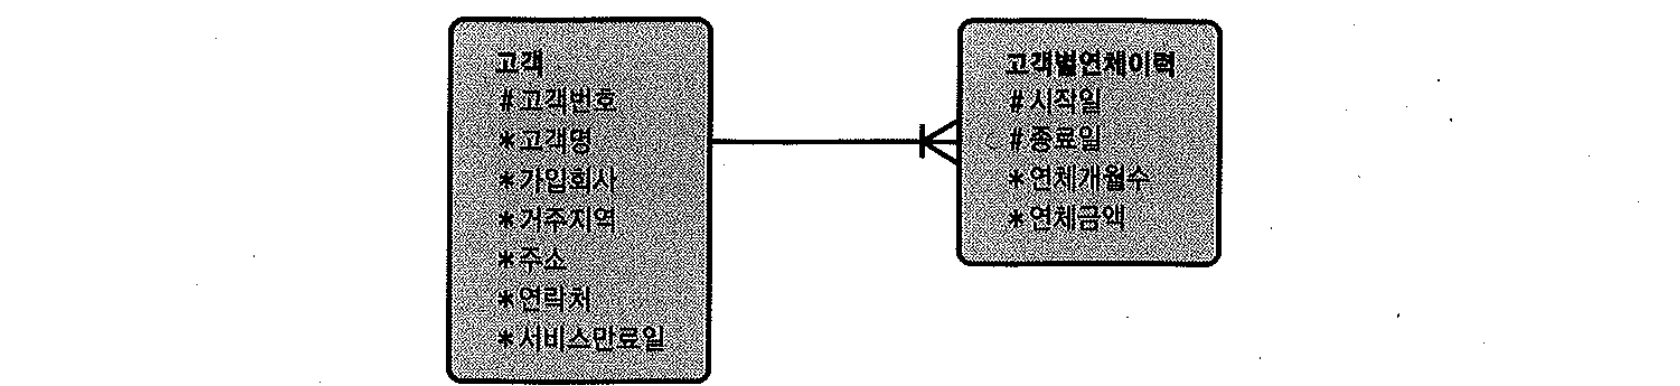 고객
#고객번호
*고객명
*가입회사
*거주지역
*주소
*연락처
*서비스만료일
고객별연체이력
#시작일
#종료일
*연체개월수
*연체금액